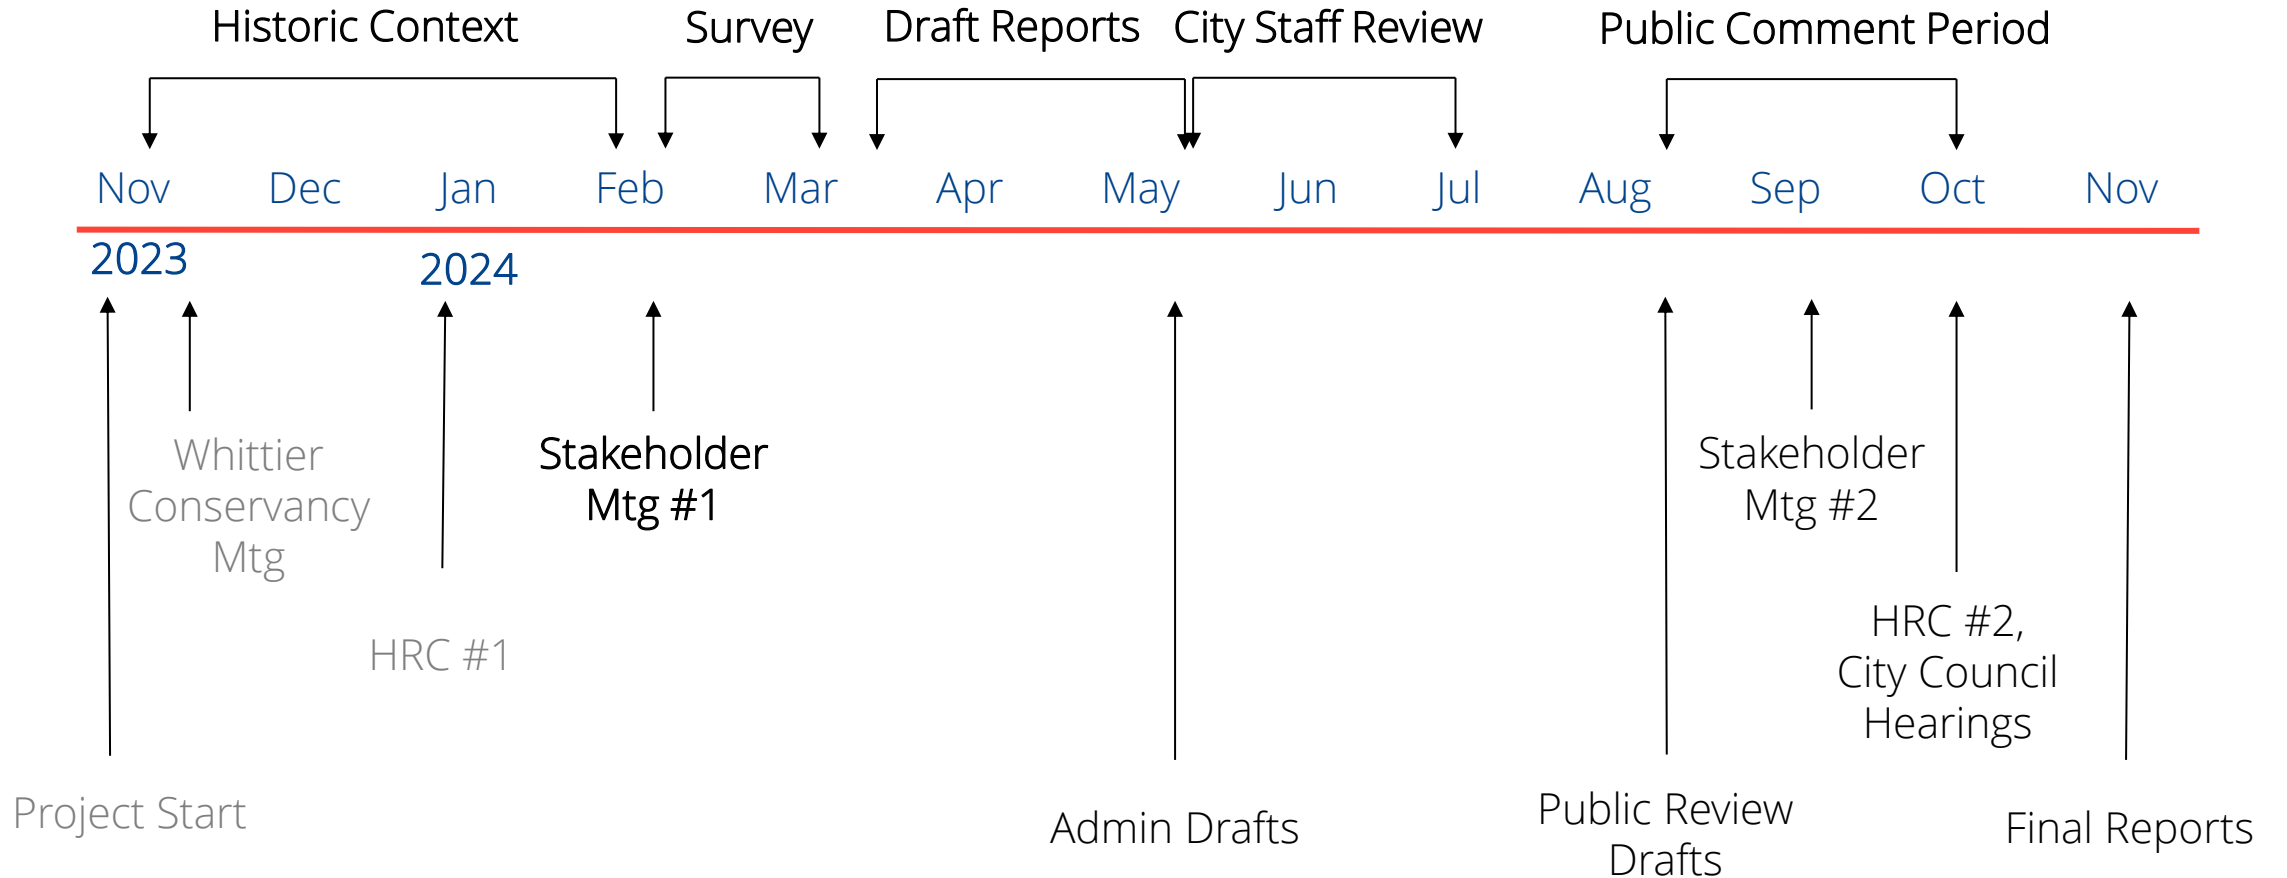 Historic Context
Survey
Draft Reports
City Staff Review
Public Comment Period
Nov Dec Jan Feb Mar Apr May Jun Jul Aug Sep Oct Nov
2023
2024
Whittier
Conservancy
Mtg
HRC #1
Project Start
Stakeholder
Mtg #1
Admin Drafts
Public Review
Drafts
Stakeholder
Mtg #2
HRC #2,
City Council
Hearings
Final Reports